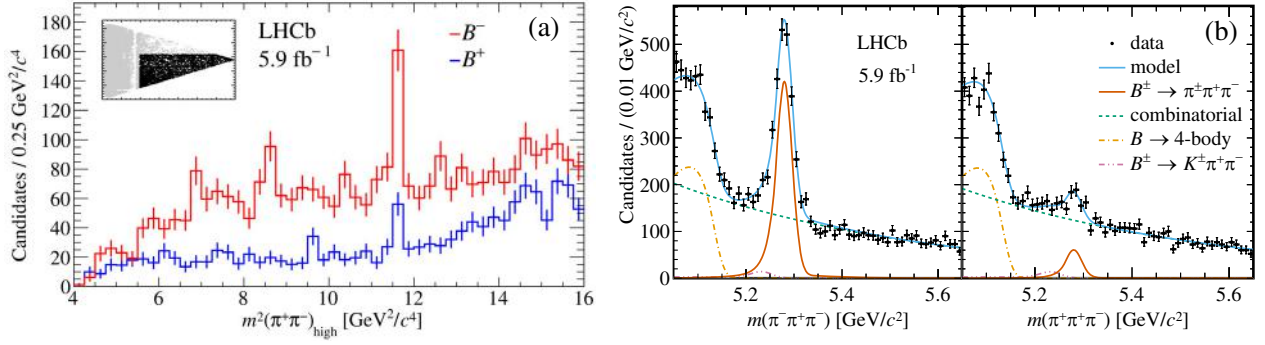 180
160
140
120
100
80
60
40
20
0
Candidates / 0.25 GeV²/c⁴
LHCb
5.9 fb⁻¹
B⁻
B⁺
(a)
4 6 8 10 12 14 16
m²(π⁺π⁻)high [GeV²/c⁴]
500
400
300
200
100
0
Candidates / (0.01 GeV/c²)
LHCb
5.9 fb⁻¹
(b)
data
model
B± → π±π⁺π⁻
combinatorial
B → 4-body
B± → K±π⁺π⁻
5.2 5.4 5.6 5.2 5.4 5.6
m(π⁻π⁺π⁻) [GeV/c²] m(π⁺π⁺π⁻) [GeV/c²]